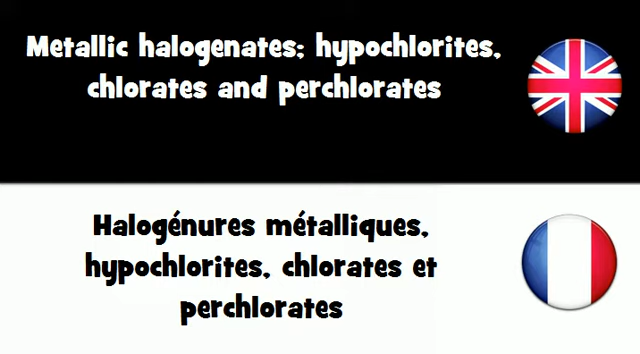 Metallic halogenates; hypochlorites,
chlorates and perchlorates
Halogénures métalliques,
hypochlorites, chlorates et
perchlorates